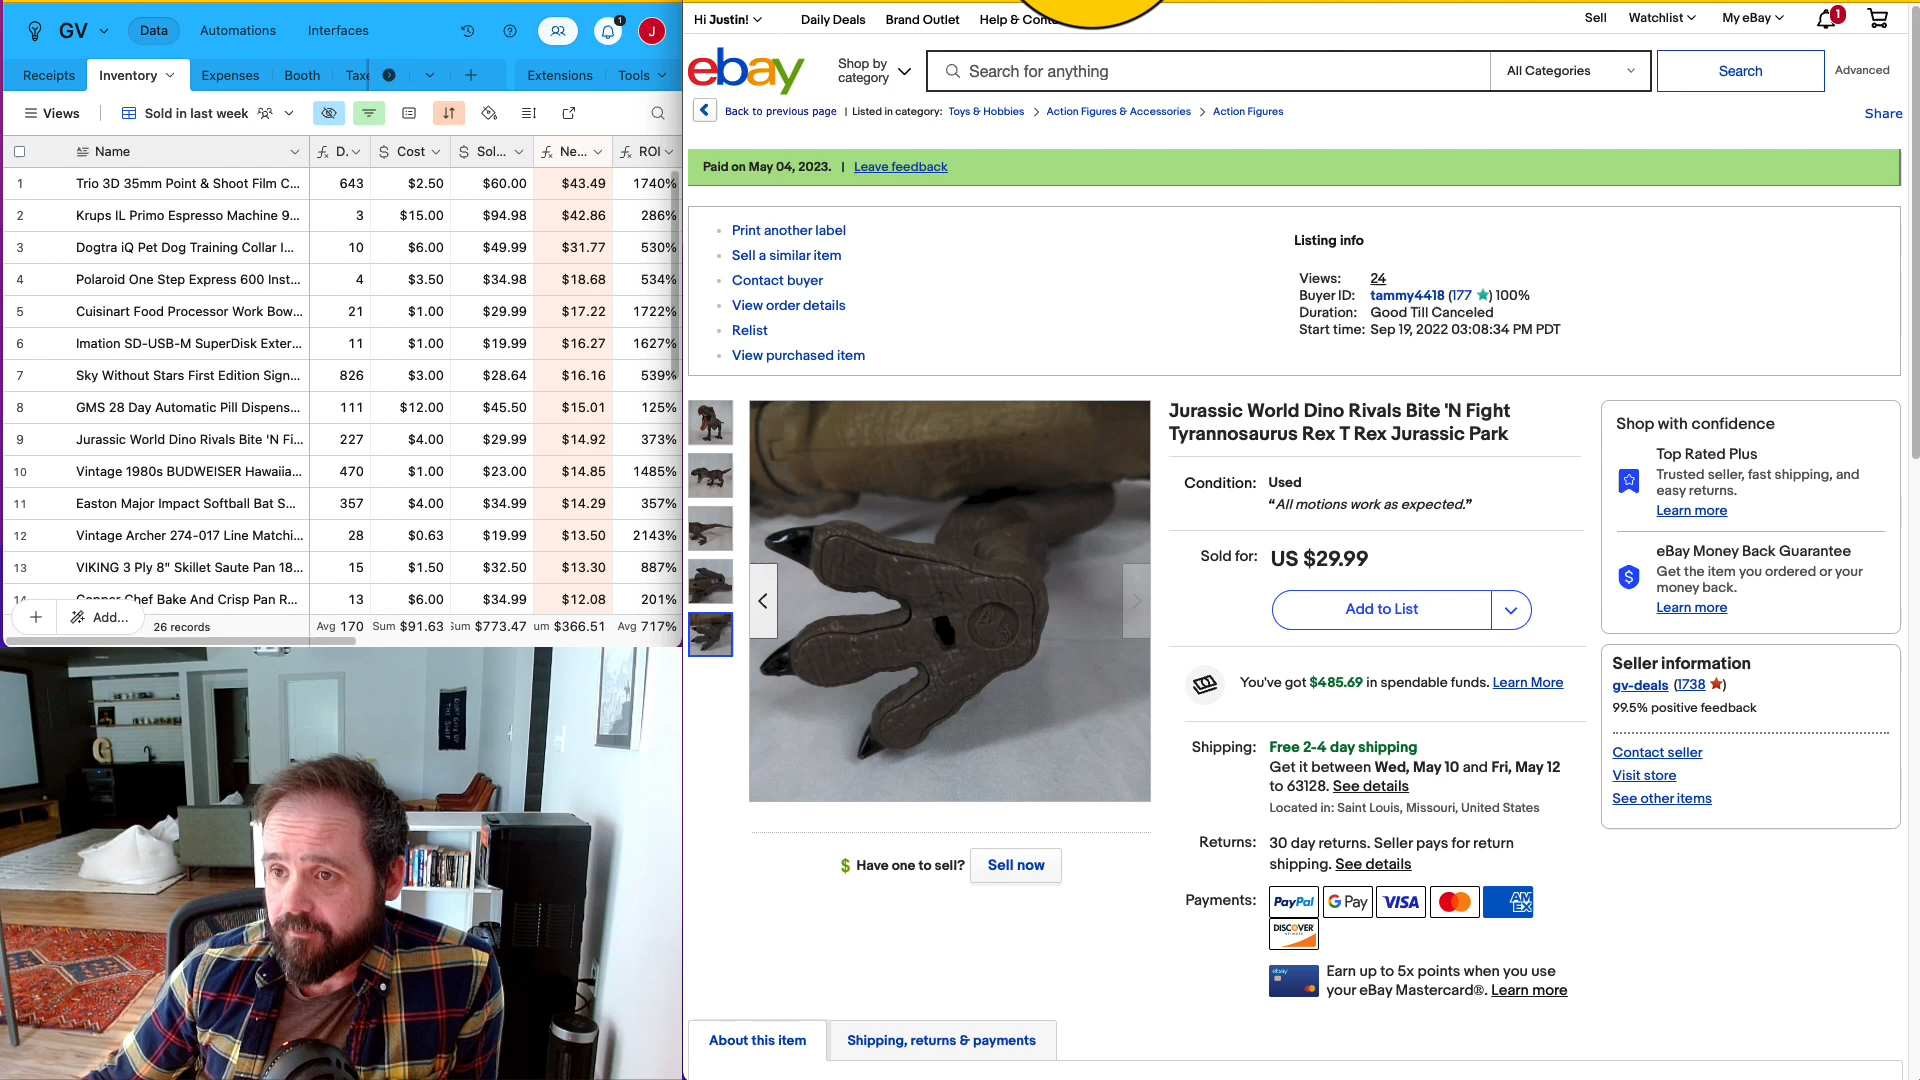 GV
Data
Automations
Interfaces
1
J
Receipts
Inventory
Expenses
Booth
Taxe
Extensions
Tools
Views
Sold in last week
Name
D.
Cost
Sol...
Ne...
ROI
1 Trio 3D 35mm Point & Shoot Film C... 643 $2.50 $60.00 $43.49 1740%
2 Krups IL Primo Espresso Machine 9... 3 $15.00 $94.98 $42.86 286%
3 Dogtra iQ Pet Dog Training Collar I... 10 $6.00 $49.99 $31.77 530%
4 Polaroid One Step Express 600 Inst... 4 $3.50 $34.98 $18.68 534%
5 Cuisinart Food Processor Work Bow... 21 $1.00 $29.99 $17.22 1722%
6 Imation SD-USB-M SuperDisk Exter... 11 $1.00 $19.99 $16.27 1627%
7 Sky Without Stars First Edition Sign... 826 $3.00 $28.64 $16.16 539%
8 GMS 28 Day Automatic Pill Dispens... 111 $12.00 $45.50 $15.01 125%
9 Jurassic World Dino Rivals Bite 'N Fi... 227 $4.00 $29.99 $14.92 373%
10 Vintage 1980s BUDWEISER Hawaiia... 470 $1.00 $23.00 $14.85 1485%
11 Easton Major Impact Softball Bat S... 357 $4.00 $34.99 $14.29 357%
12 Vintage Archer 274-017 Line Matchi... 28 $0.63 $19.99 $13.50 2143%
13 VIKING 3 Ply 8" Skillet Saute Pan 18... 15 $1.50 $32.50 $13.30 887%
14 Copper Chef Bake And Crisp Pan R... 13 $6.00 $34.99 $12.08 201%
Add...
26 records
Avg 170 Sum $91.63 Sum $773.47 um $366.51 Avg 717%
DON'T GIVE UP
THE SHIP
G
Hi Justin!
Daily Deals
Brand Outlet
Help & Conta
Sell
Watchlist
My eBay
1
ebay
Shop by
category
Search for anything
All Categories
Search
Advanced
Back to previous page | Listed in category: Toys & Hobbies > Action Figures & Accessories > Action Figures
Share
Paid on May 04, 2023. | Leave feedback
Print another label
Sell a similar item
Contact buyer
View order details
Relist
View purchased item
Listing info
Views: 24
Buyer ID: tammy4418 (177 ) 100%
Duration: Good Till Canceled
Start time: Sep 19, 2022 03:08:34 PM PDT
Jurassic World Dino Rivals Bite 'N Fight
Tyrannosaurus Rex T Rex Jurassic Park
Condition: Used
“All motions work as expected.”
Sold for: US $29.99
Add to List
You've got $485.69 in spendable funds. Learn More
Shipping: Free 2-4 day shipping
Get it between Wed, May 10 and Fri, May 12
to 63128. See details
Located in: Saint Louis, Missouri, United States
Returns: 30 day returns. Seller pays for return
shipping. See details
Payments: PayPal G Pay VISA AM EX
DISCOVER
ebay
Earn up to 5x points when you use
your eBay Mastercard®. Learn more
Have one to sell?
Sell now
About this item
Shipping, returns & payments
Shop with confidence
Top Rated Plus
Trusted seller, fast shipping, and
easy returns.
Learn more
eBay Money Back Guarantee
Get the item you ordered or your
money back.
Learn more
Seller information
gv-deals (1738 )
99.5% positive feedback
Contact seller
Visit store
See other items